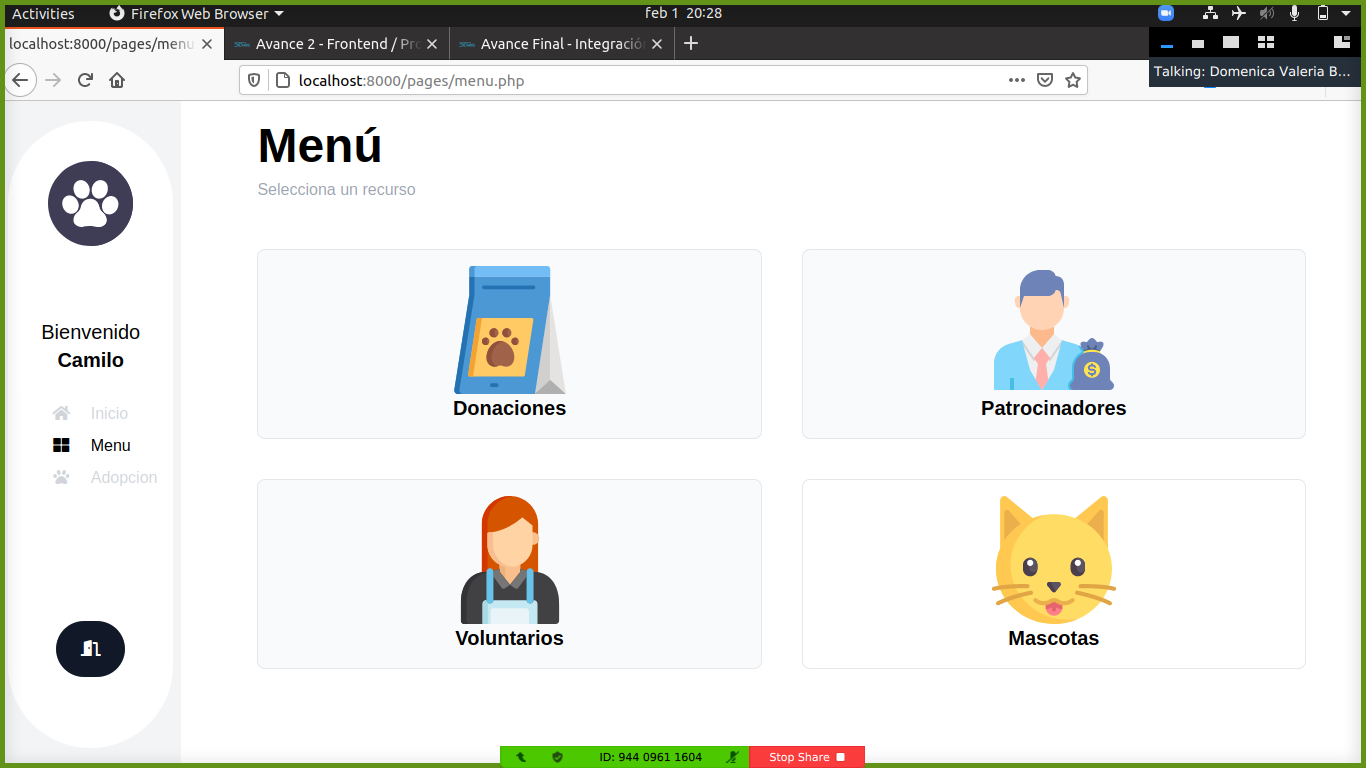 Activities
Firefox Web Browser
feb 1 20:28
localhost:8000/pages/menu
Avance 2 - Frontend / Pro
Avance Final - Integració
Talking: Domenica Valeria B...
localhost:8000/pages/menu.php
Menú
Selecciona un recurso
Bienvenido
Camilo
Inicio
Menu
Adopcion
Donaciones
Patrocinadores
Voluntarios
Mascotas
ID: 944 0961 1604
Stop Share